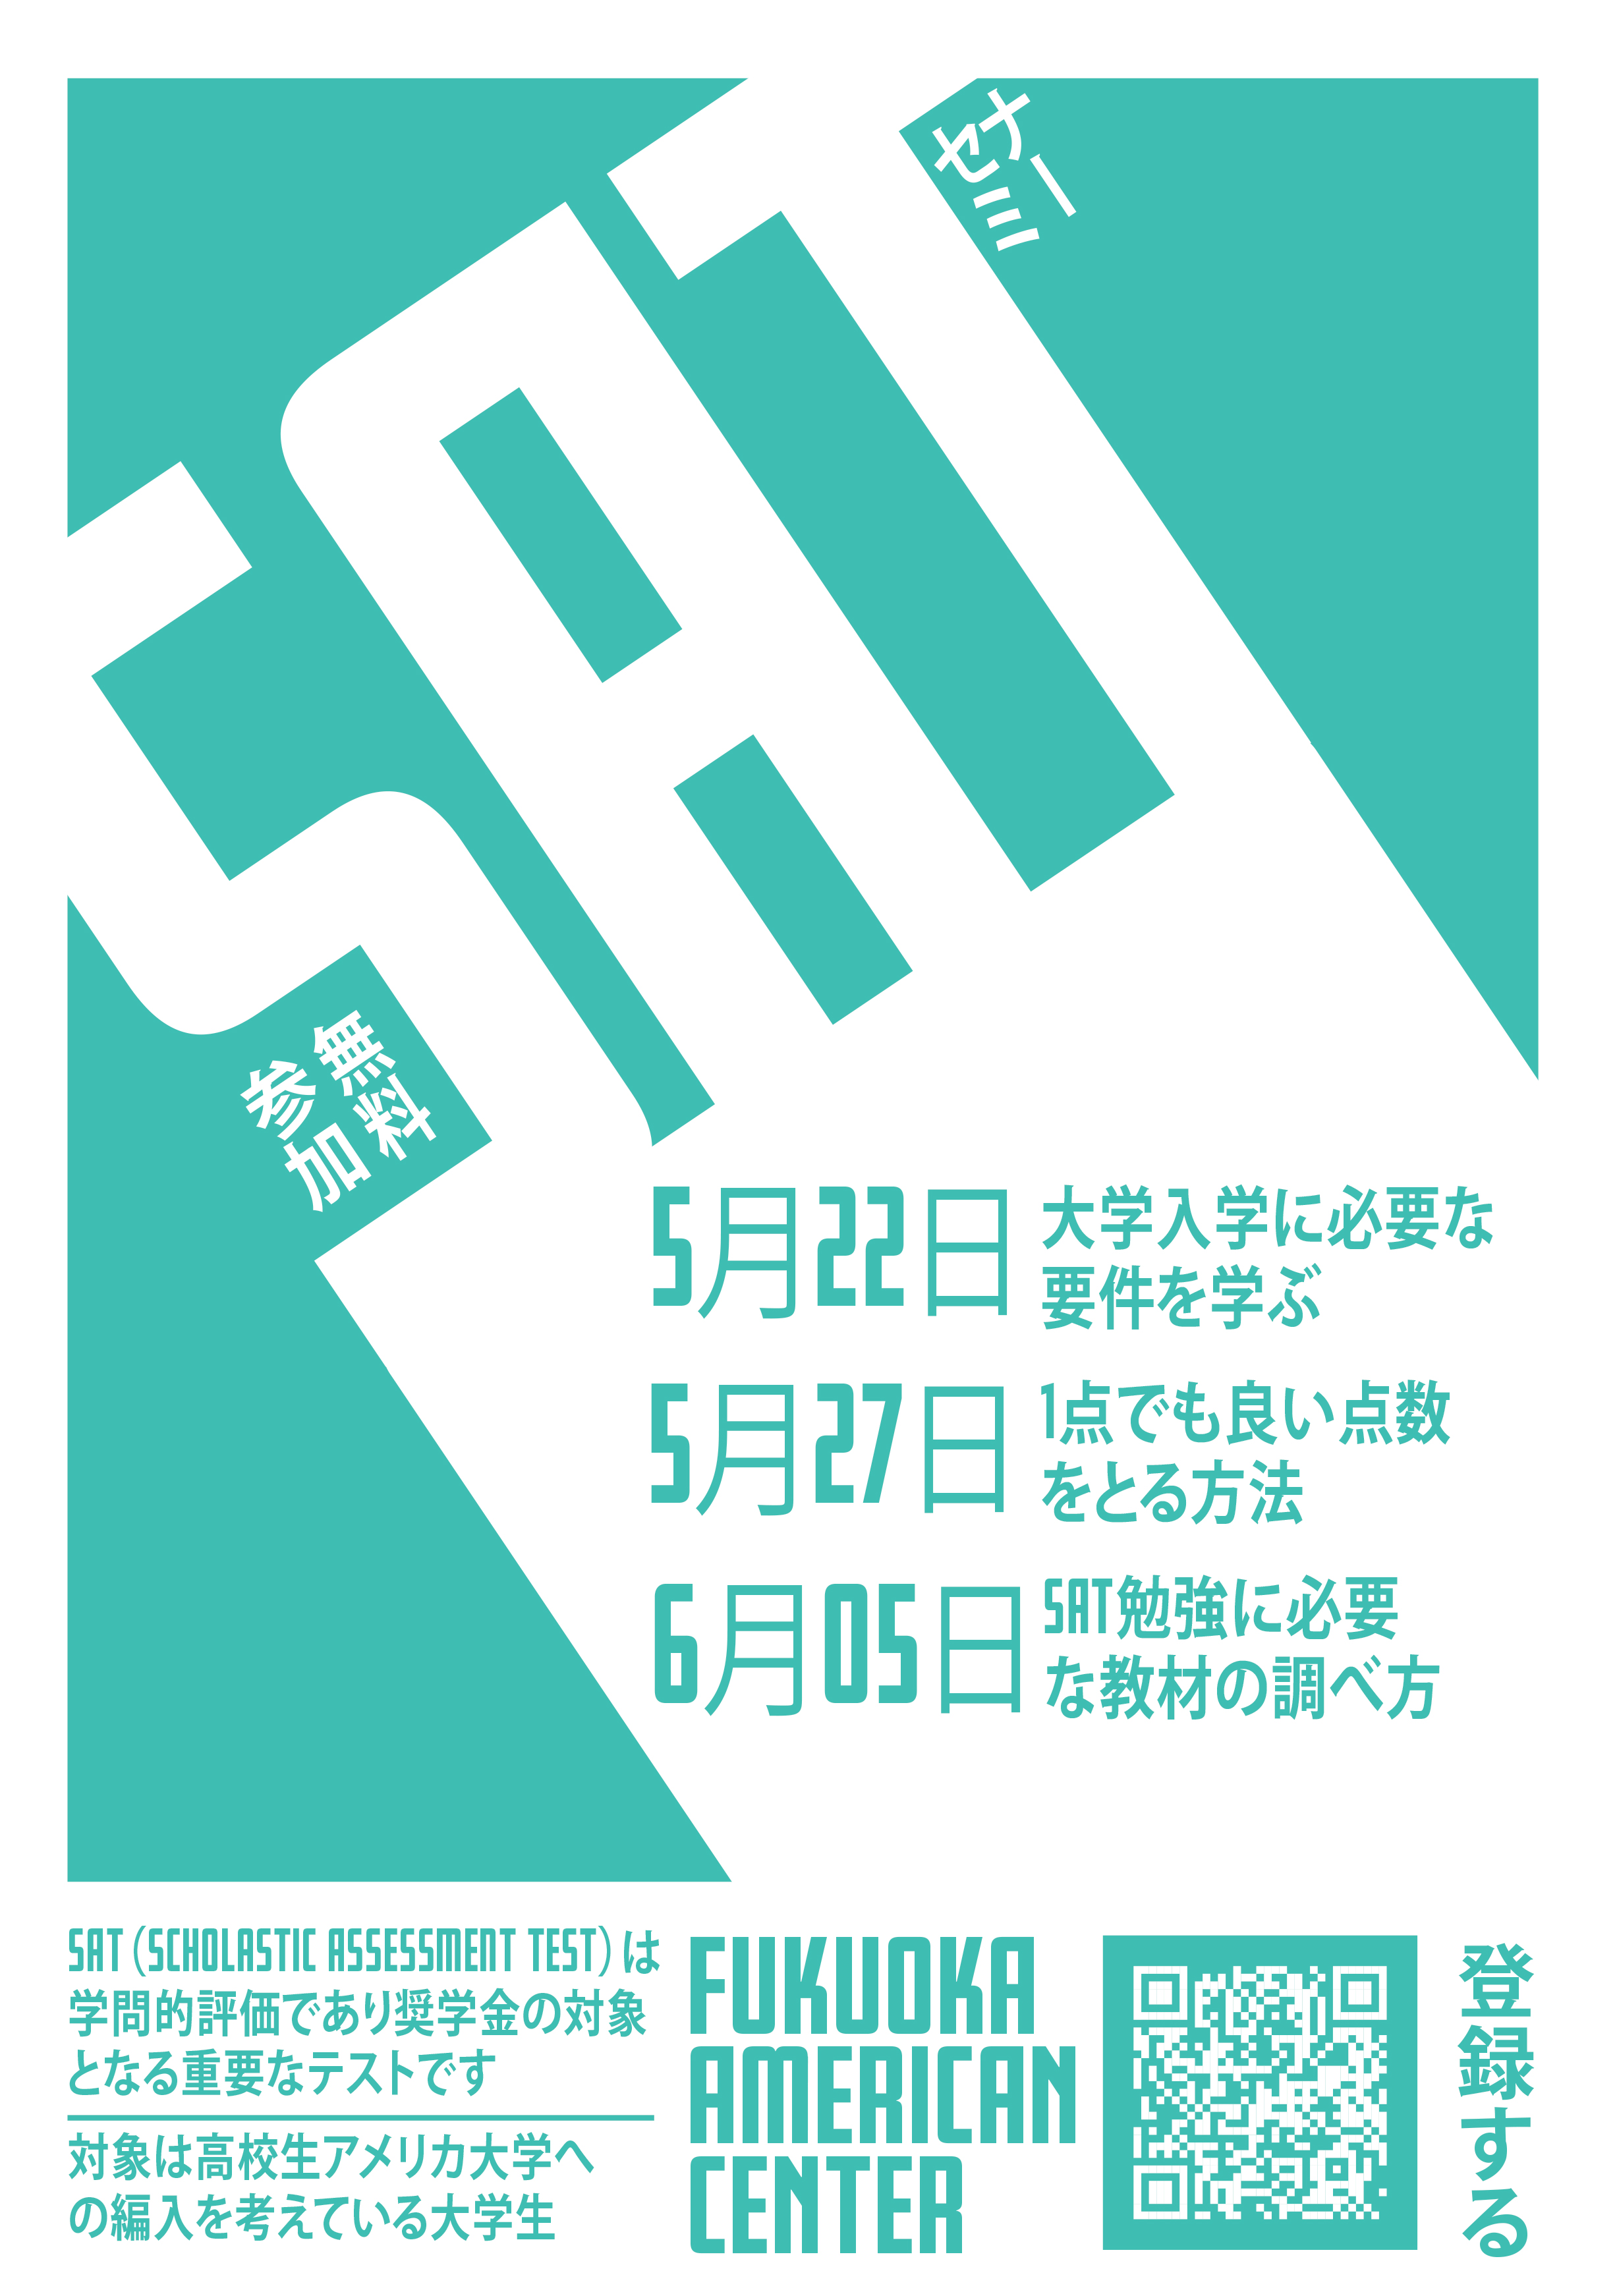 SAT
セミ
ナー
参加
無料
5月22日
大学入学に必要な
要件を学ぶ
5月27日
1点でも良い点数
をとる方法
6月05日
SAT勉強に必要
な教材の調べ方
SAT(SCHOLASTIC ASSESSMENT TEST)は
学問的評価であり奨学金の対象
となる重要なテストです
対象は高校生アメリカ大学へ
の編入を考えている大学生
FUKUOKA
AMERICAN
CENTER
登録する